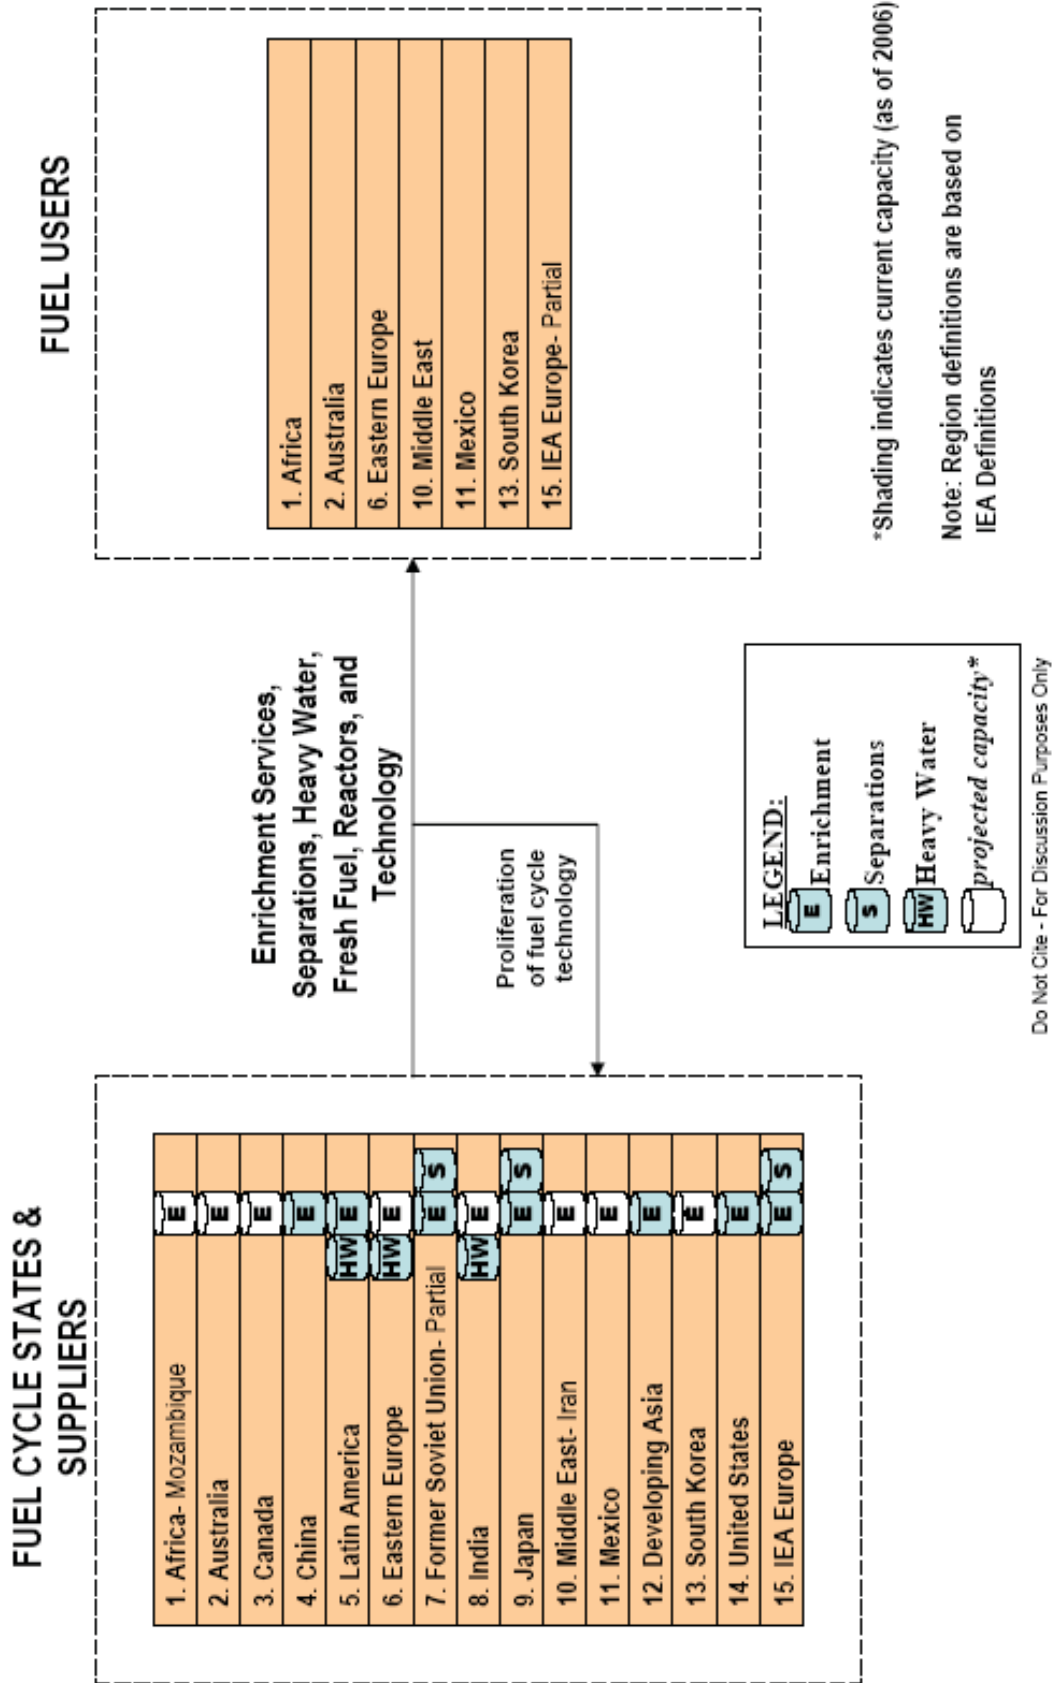 FUEL CYCLE STATES &
SUPPLIERS
1. Africa- Mozambique E
2. Australia E
3. Canada E
4. China E
5. Latin America HW E
6. Eastern Europe HW E
7. Former Soviet Union- Partial E S
8. India HW E
9. Japan E S
10. Middle East- Iran E
11. Mexico E
12. Developing Asia E
13. South Korea E
14. United States E
15. IEA Europe E S
Enrichment Services,
Separations, Heavy Water,
Fresh Fuel, Reactors, and
Technology
Proliferation
of fuel cycle
technology
FUEL USERS
1. Africa
2. Australia
6. Eastern Europe
10. Middle East
11. Mexico
13. South Korea
15. IEA Europe- Partial
LEGEND:
E Enrichment
S Separations
HW Heavy Water
projected capacity*
*Shading indicates current capacity (as of 2006)
Note: Region definitions are based on
IEA Definitions
Do Not Cite - For Discussion Purposes Only